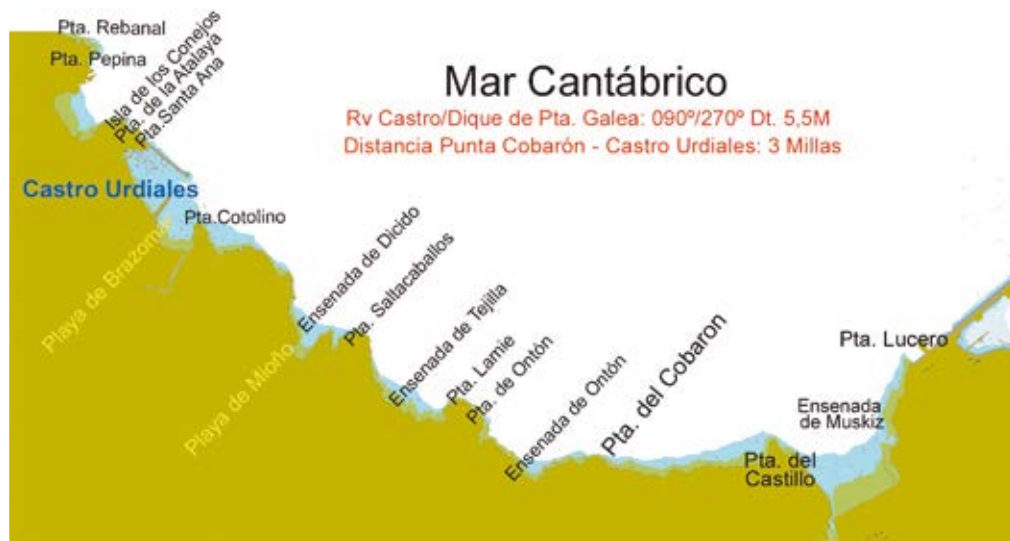 Pta. Rebanal
Pta. Pepina
Isla de los Conejos
Pta. de la Atalaya
Pta.Santa Ana
Mar Cantábrico
Rv Castro/Dique de Pta. Galea: 090º/270º Dt. 5,5M
Distancia Punta Cobarón - Castro Urdiales: 3 Millas
Castro Urdiales
Pta.Cotolino
Playa de Brazomar
Ensenada de Dicido
Pta. Saltacaballos
Playa de Mioño
Ensenada de Tejilla
Pta. Lamie
Pta. de Ontón
Ensenada de Ontón
Pta. del Cobaron
Pta. Lucero
Ensenada
de Muskiz
Pta. del
Castillo